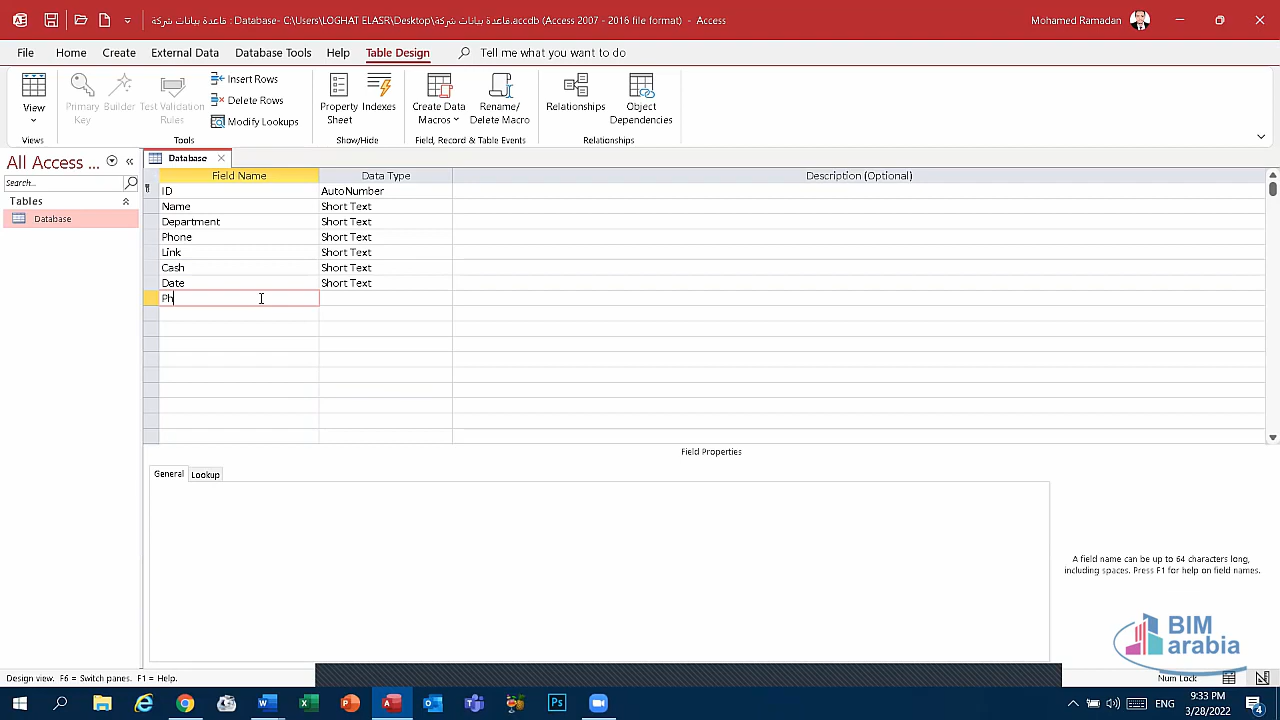 قاعدة بيانات شركة : Database- C:\Users\LOGHAT ELASR\Desktop\قاعدة بيانات شركة.accdb (Access 2007 - 2016 file format) - Access
Mohamed Ramadan
File Home Create External Data Database Tools Help Table Design Tell me what you want to do
View
Primary Key
Builder
Test Validation Rules
Insert Rows
Delete Rows
Modify Lookups
Property Sheet
Indexes
Create Data Macros
Rename/ Delete Macro
Relationships
Object Dependencies
Views Tools Show/Hide Field, Record & Table Events Relationships
All Access ...
Search...
Tables
Database
Database
Field Name Data Type Description (Optional)
ID AutoNumber
Name Short Text
Department Short Text
Phone Short Text
Link Short Text
Cash Short Text
Date Short Text
Ph
Field Properties
General Lookup
A field name can be up to 64 characters long,
including spaces. Press F1 for help on field names.
BIM
arabia
Design view. F6 = Switch panes. F1 = Help.
Num Lock
ENG
9:33 PM
3/28/2022
4